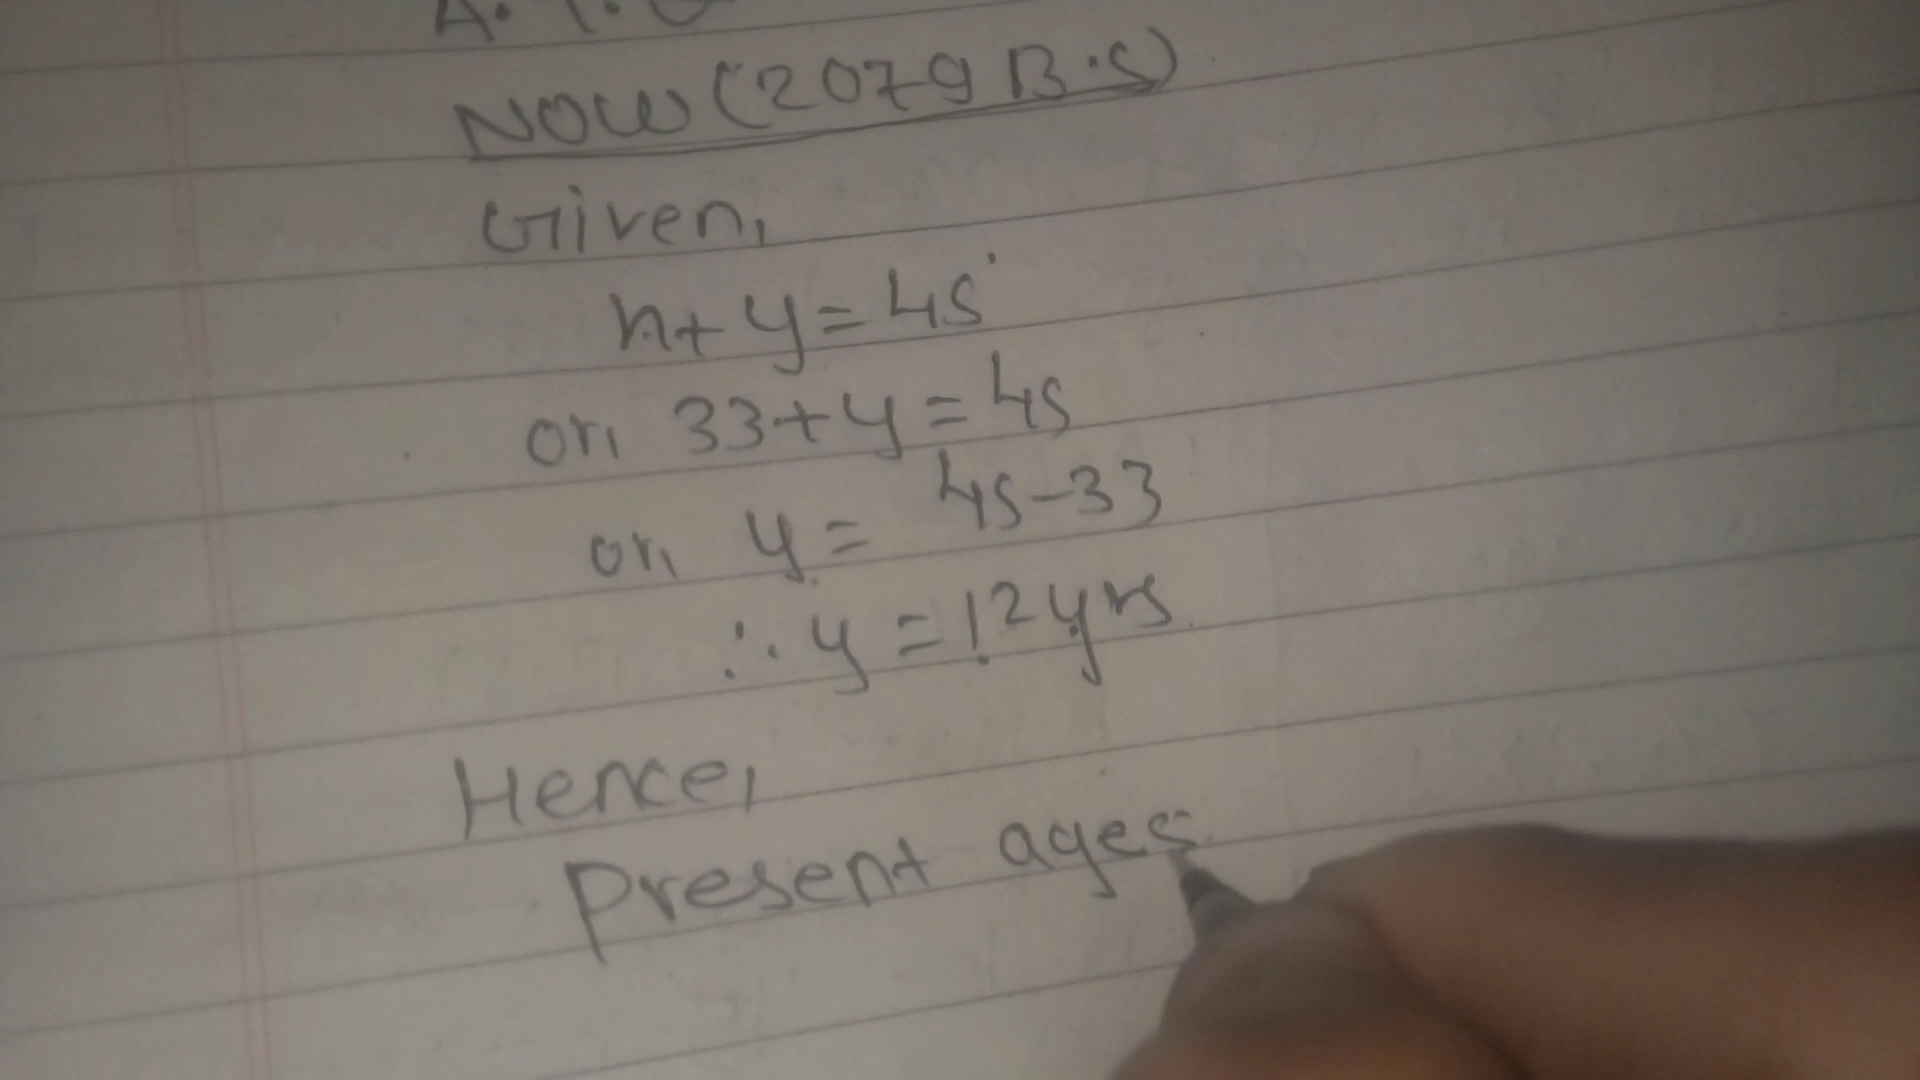 A.T.Q
NOW (2079 B.S)
Given,
x + y = 45
or, 33 + y = 45
or, y = 45 - 33
∴ y = 12 yrs
Hence,
Present ages